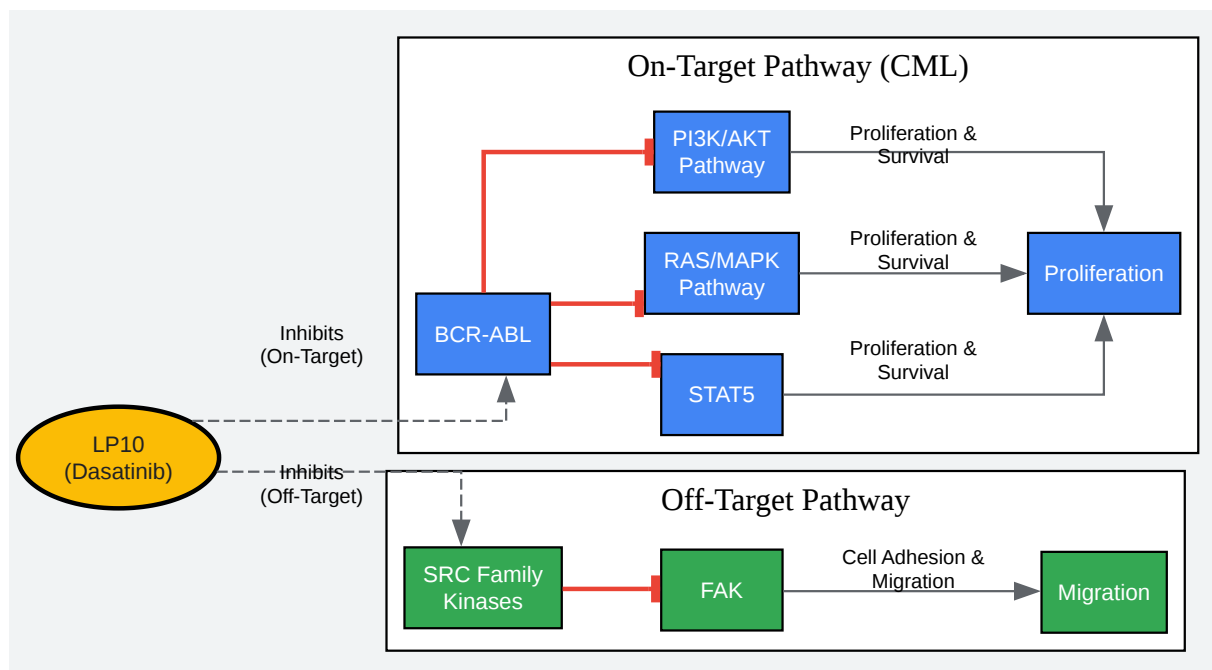 On-Target Pathway (CML)
PI3K/AKT
Pathway
Proliferation &
Survival
RAS/MAPK
Pathway
Proliferation &
Survival
Proliferation
BCR-ABL
Inhibits
(On-Target)
STAT5
Proliferation &
Survival
LP10
(Dasatinib)
Inhibits
(Off-Target)
Off-Target Pathway
SRC Family
Kinases
FAK
Cell Adhesion &
Migration
Migration